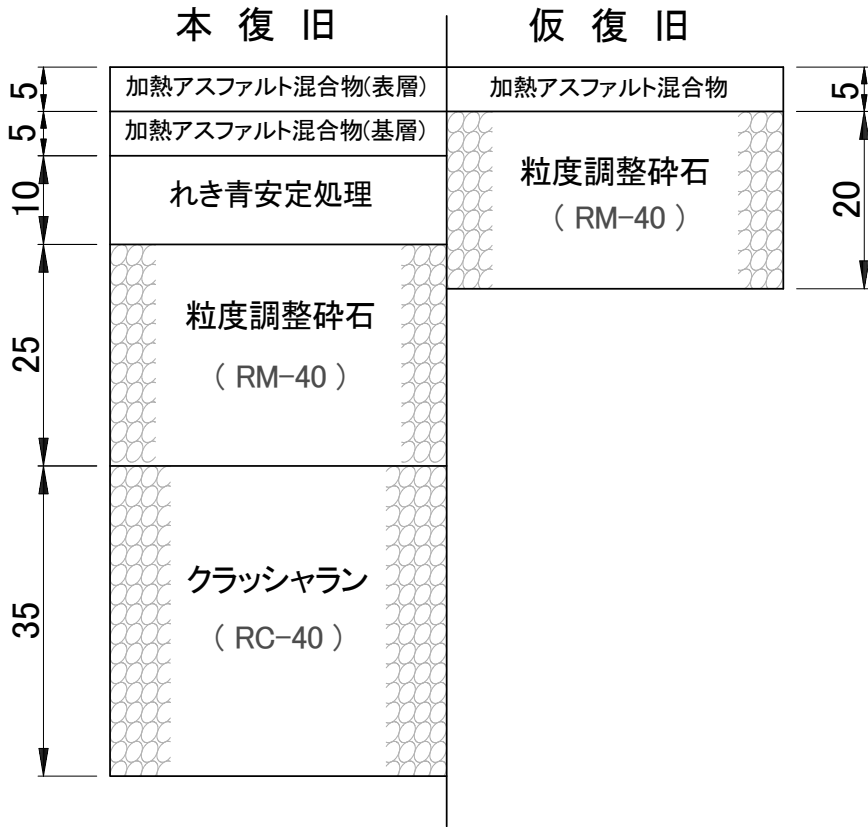 本復旧
仮復旧
5
加熱アスファルト混合物(表層)
加熱アスファルト混合物
5
5
加熱アスファルト混合物(基層)
10
れき青安定処理
粒度調整砕石
( RM-40 )
20
25
粒度調整砕石
( RM-40 )
35
クラッシャラン
( RC-40 )